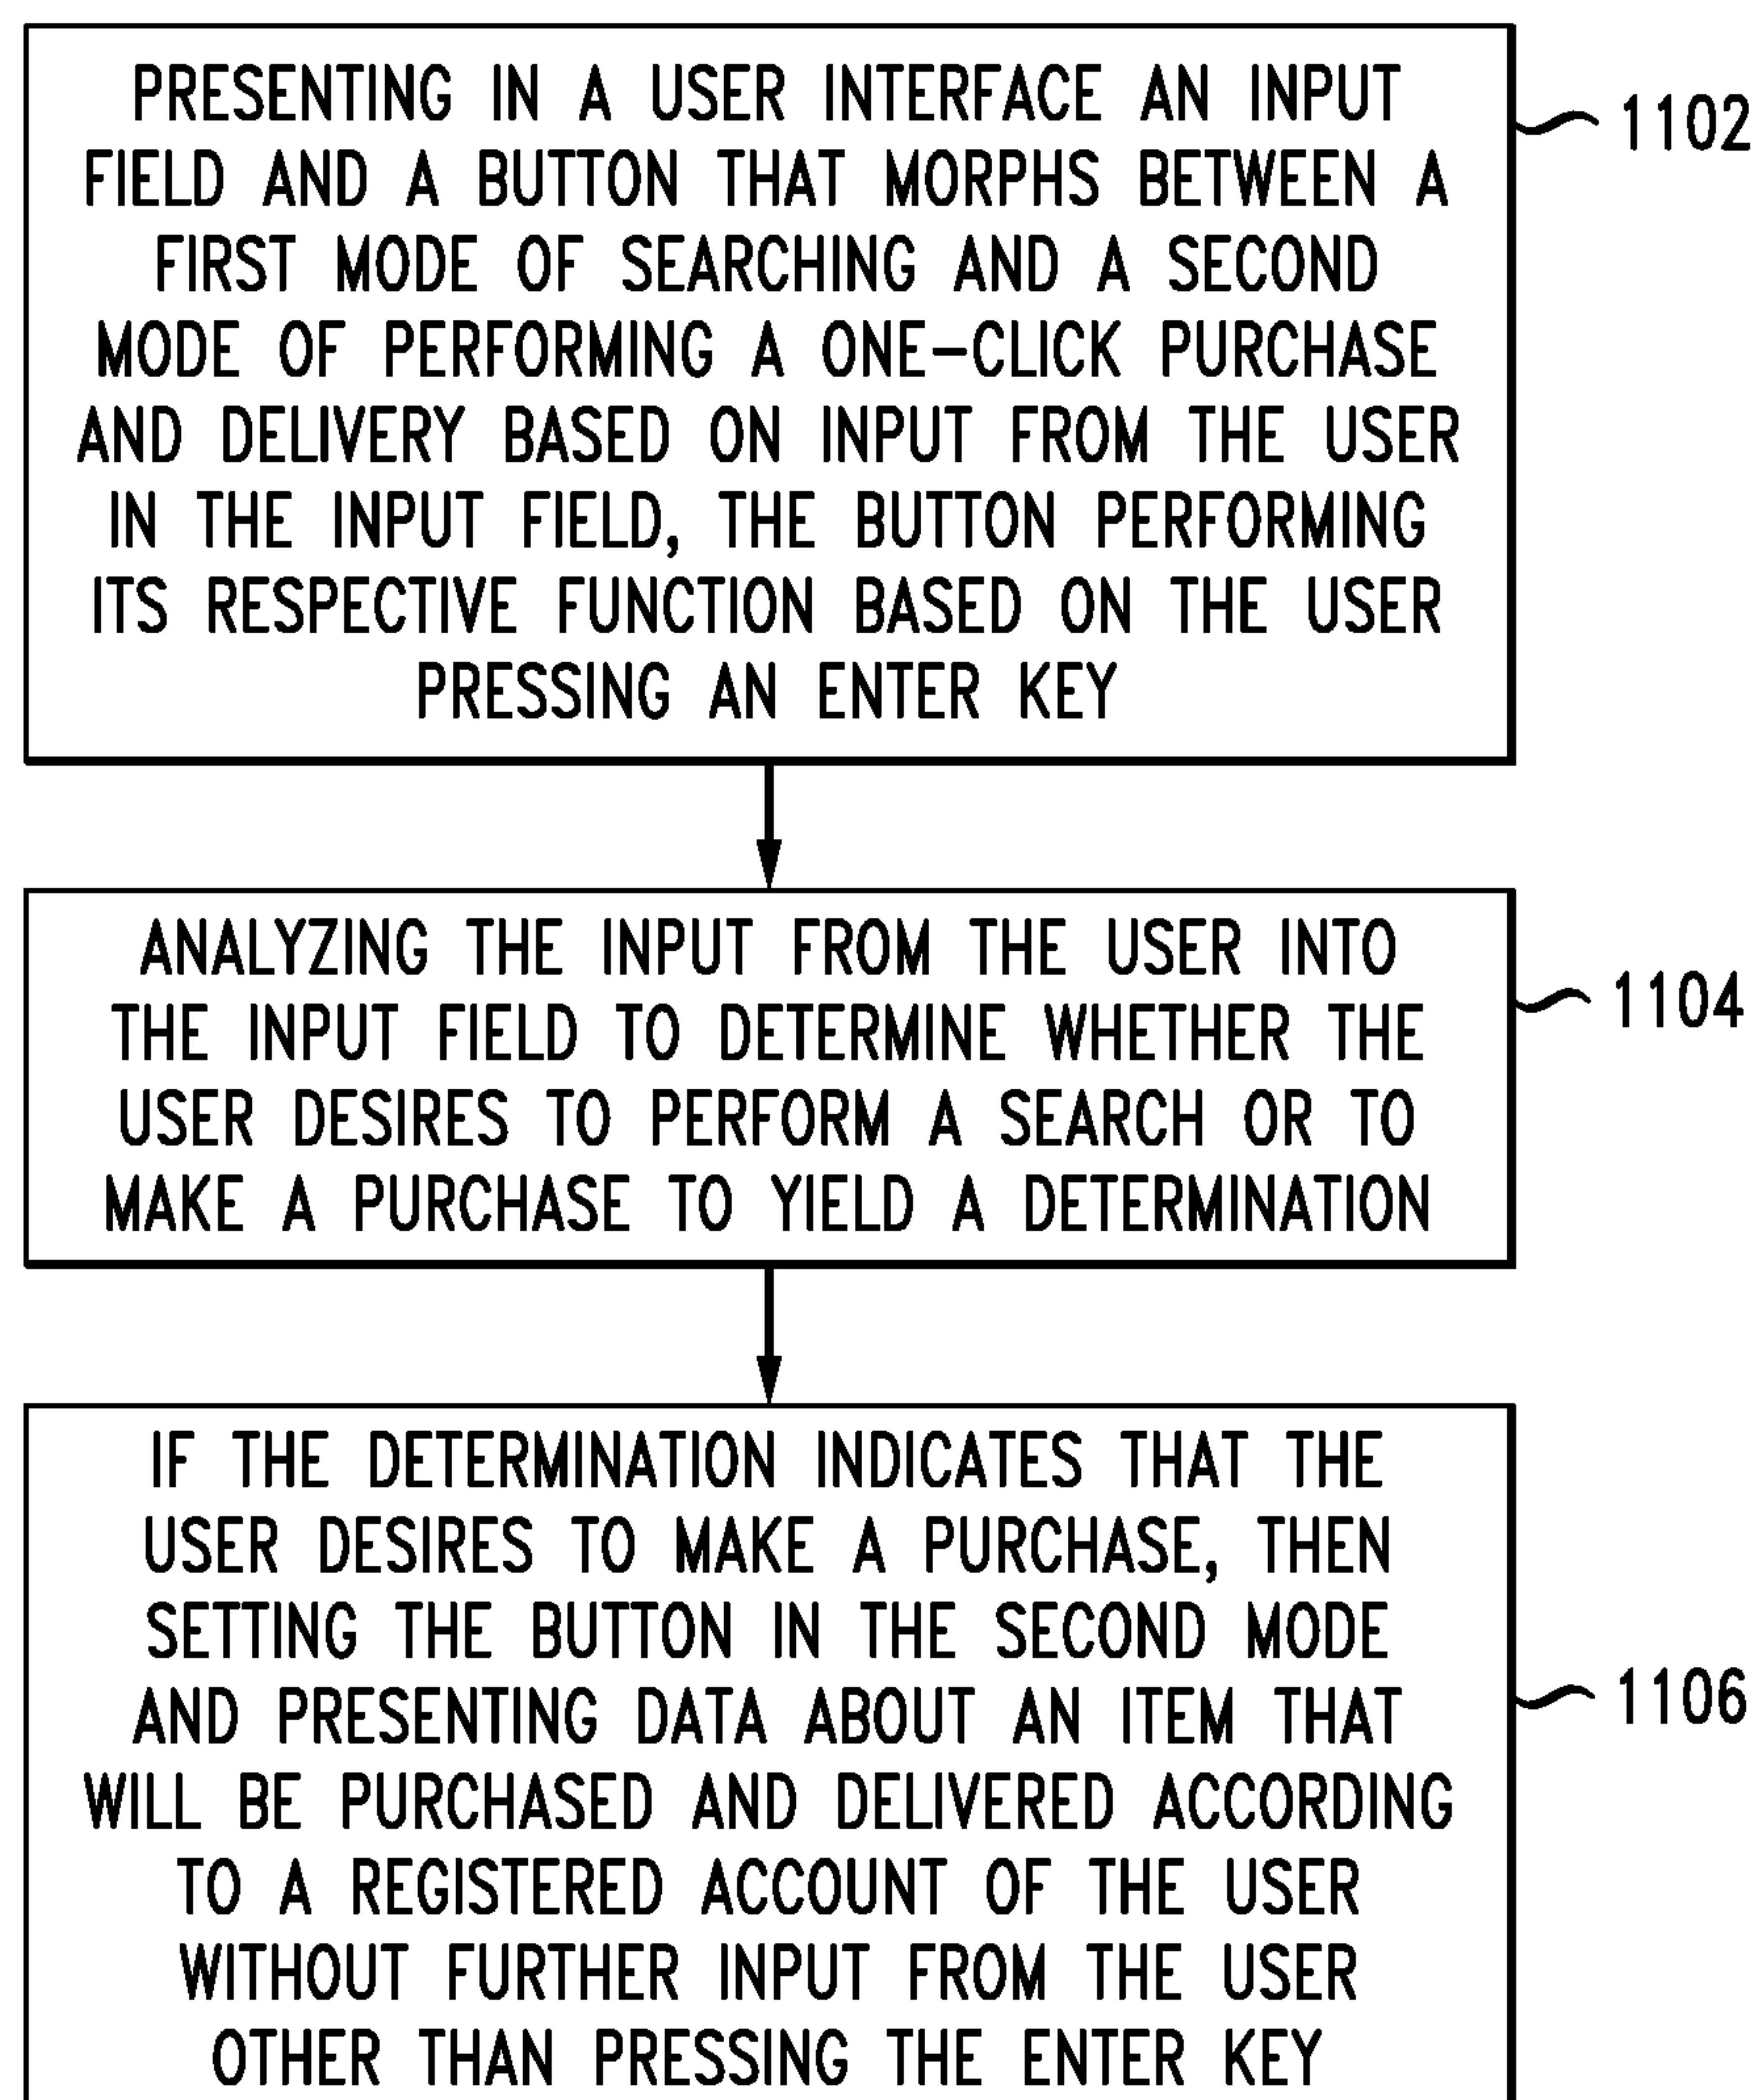 PRESENTING IN A USER INTERFACE AN INPUT
FIELD AND A BUTTON THAT MORPHS BETWEEN A
FIRST MODE OF SEARCHING AND A SECOND
MODE OF PERFORMING A ONE-CLICK PURCHASE
AND DELIVERY BASED ON INPUT FROM THE USER
IN THE INPUT FIELD, THE BUTTON PERFORMING
ITS RESPECTIVE FUNCTION BASED ON THE USER
PRESSING AN ENTER KEY
1102
ANALYZING THE INPUT FROM THE USER INTO
THE INPUT FIELD TO DETERMINE WHETHER THE
USER DESIRES TO PERFORM A SEARCH OR TO
MAKE A PURCHASE TO YIELD A DETERMINATION
1104
IF THE DETERMINATION INDICATES THAT THE
USER DESIRES TO MAKE A PURCHASE, THEN
SETTING THE BUTTON IN THE SECOND MODE
AND PRESENTING DATA ABOUT AN ITEM THAT
WILL BE PURCHASED AND DELIVERED ACCORDING
TO A REGISTERED ACCOUNT OF THE USER
WITHOUT FURTHER INPUT FROM THE USER
OTHER THAN PRESSING THE ENTER KEY
1106